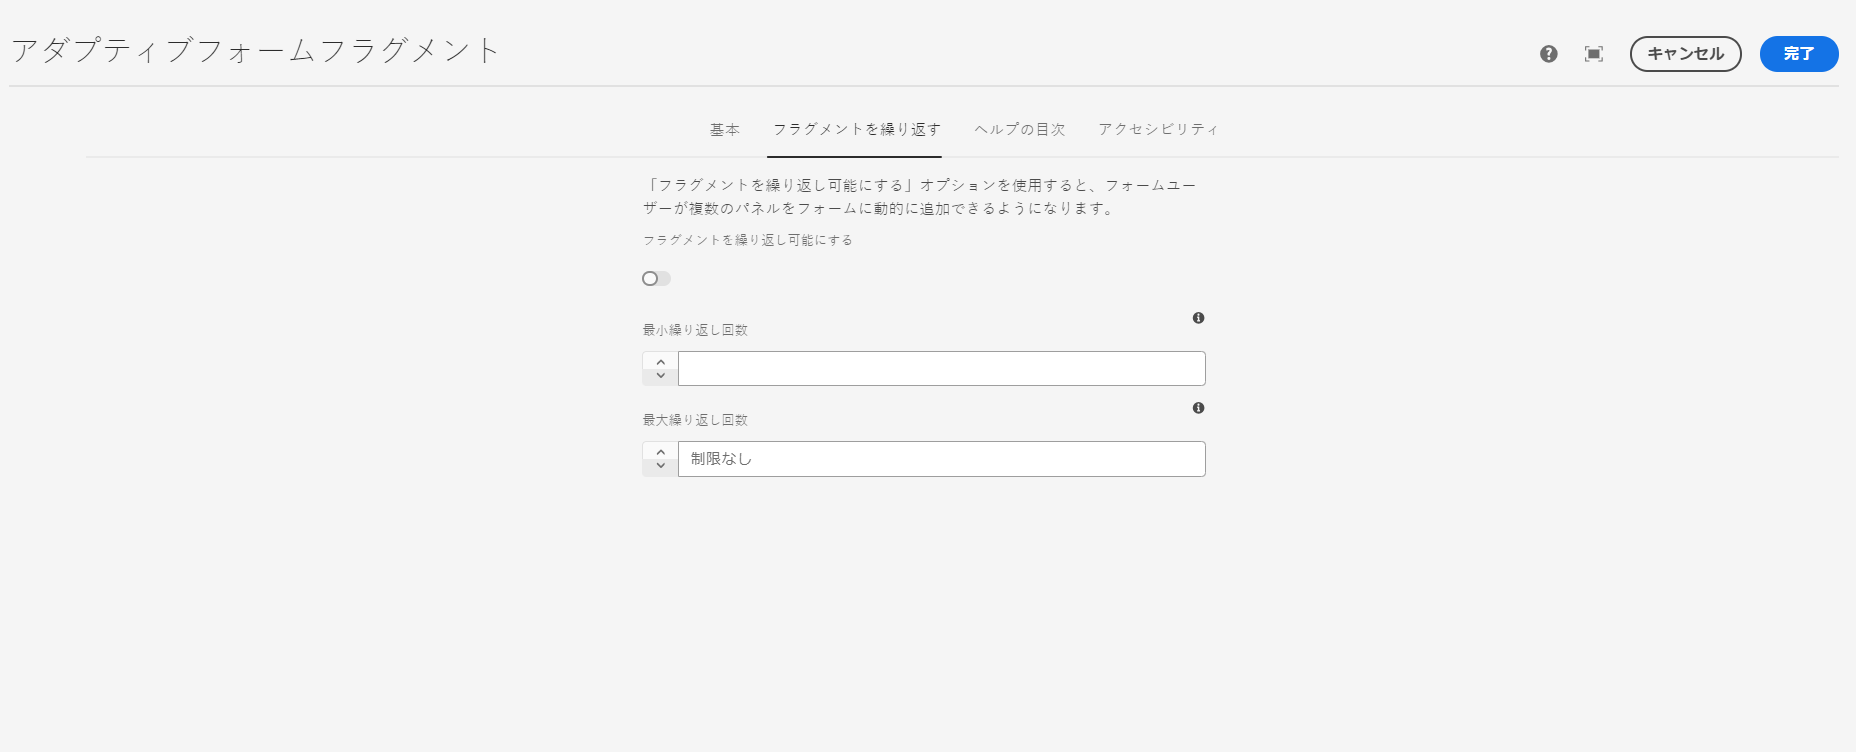 アダプティブフォームフラグメント
キャンセル
完了
基本
フラグメントを繰り返す
ヘルプの目次
アクセシビリティ
「フラグメントを繰り返し可能にする」オプションを使用すると、フォームユー
ザーが複数のパネルをフォームに動的に追加できるようになります。
フラグメントを繰り返し可能にする
最小繰り返し回数
最大繰り返し回数
制限なし